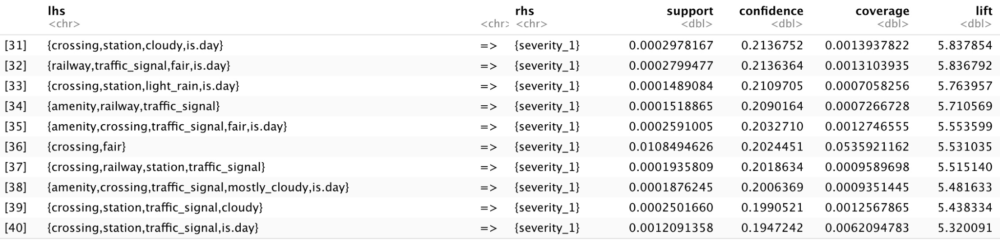 lhs rhs support confidence coverage lift
<chr> <chr> <chr> <dbl> <dbl> <dbl> <dbl>
[31] {crossing,station,cloudy,is.day} => {severity_1} 0.0002978167 0.2136752 0.0013937822 5.837854
[32] {railway,traffic_signal,fair,is.day} => {severity_1} 0.0002799477 0.2136364 0.0013103935 5.836792
[33] {crossing,station,light_rain,is.day} => {severity_1} 0.0001489084 0.2109705 0.0007058256 5.763957
[34] {amenity,railway,traffic_signal} => {severity_1} 0.0001518865 0.2090164 0.0007266728 5.710569
[35] {amenity,crossing,traffic_signal,fair,is.day} => {severity_1} 0.0002591005 0.2032710 0.0012746555 5.553599
[36] {crossing,fair} => {severity_1} 0.0108494626 0.2024451 0.0535921162 5.531035
[37] {crossing,railway,station,traffic_signal} => {severity_1} 0.0001935809 0.2018634 0.0009589698 5.515140
[38] {amenity,crossing,traffic_signal,mostly_cloudy,is.day} => {severity_1} 0.0001876245 0.2006369 0.0009351445 5.481633
[39] {crossing,station,traffic_signal,cloudy} => {severity_1} 0.0002501660 0.1990521 0.0012567865 5.438334
[40] {crossing,station,traffic_signal,is.day} => {severity_1} 0.0012091358 0.1947242 0.0062094783 5.320091